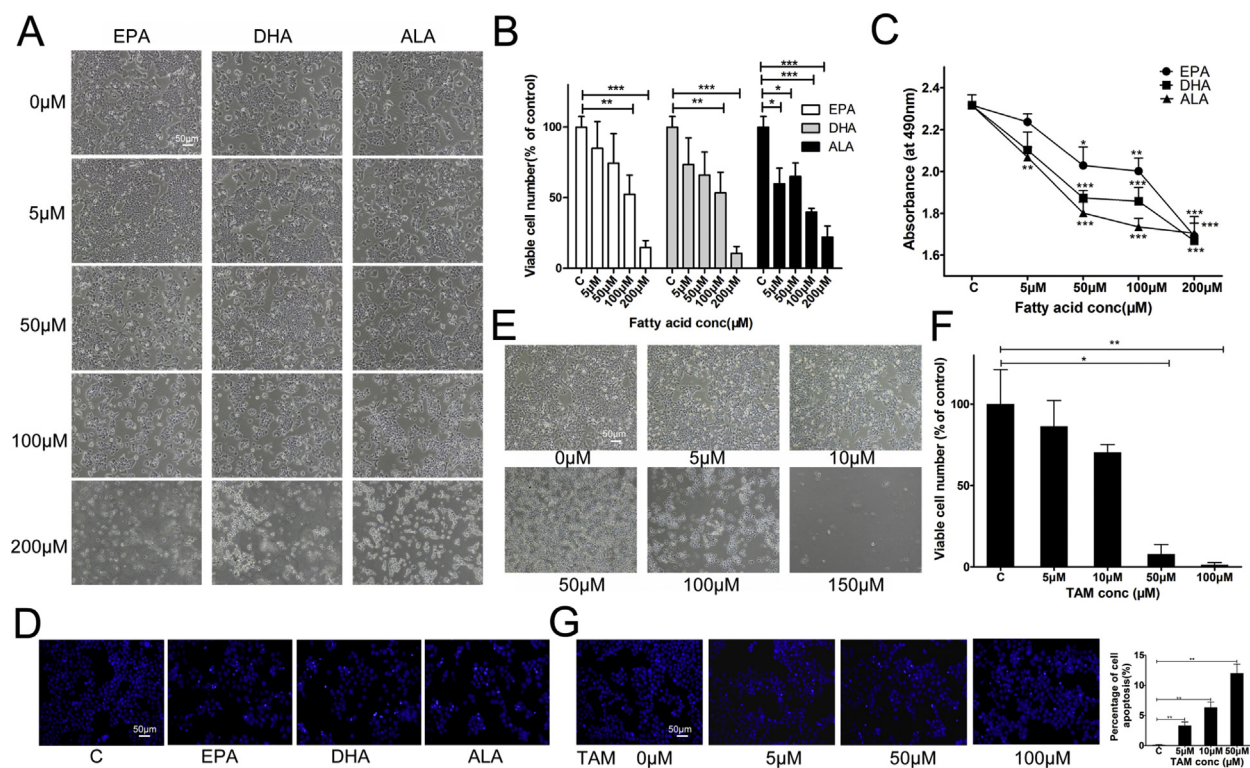 A
EPA DHA ALA
0μM
50μm
5μM
50μM
100μM
200μM
B
Viable cell number(% of control)
100
50
0
***
**
***
**
***
***
*
*
EPA
DHA
ALA
C 5μM 50μM 100μM 200μM C 5μM 50μM 100μM 200μM C 5μM 50μM 100μM 200μM
Fatty acid conc(μM)
C
Absorbance (at 490nm)
2.4
2.2
2.0
1.8
1.6
EPA
DHA
ALA
* **
** *** ***
*** ***
*** ***
***
C 5μM 50μM 100μM 200μM
Fatty acid conc(μM)
E
50μm
0μM 5μM 10μM
50μM 100μM 150μM
F
Viable cell number (% of control)
100
50
0
**
*
C 5μM 10μM 50μM 100μM
TAM conc (μM)
D
50μm
C EPA DHA ALA
G
50μm
TAM 0μM 5μM 50μM 100μM
Percentage of cell
apoptosis(%)
15
10
5
0
**
**
**
C 5μM 10μM 50μM
TAM conc (μM)